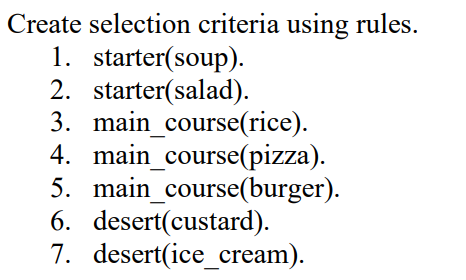 Create selection criteria using rules.
1. starter(soup).
2. starter(salad).
3. main_course(rice).
4. main_course(pizza).
5. main_course(burger).
6. desert(custard).
7. desert(ice_cream).